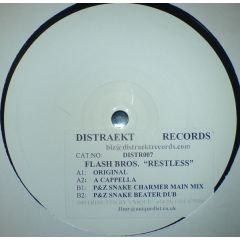 DISTRAEKT RECORDS
biz@distraektrecords.com
CAT.NO: DISTR007
FLASH BROS. "RESTLESS"
A1: ORIGINAL
A2: A CAPPELLA
B1: P&Z SNAKE CHARMER MAIN MIX
B2: P&Z SNAKE BEATER DUB